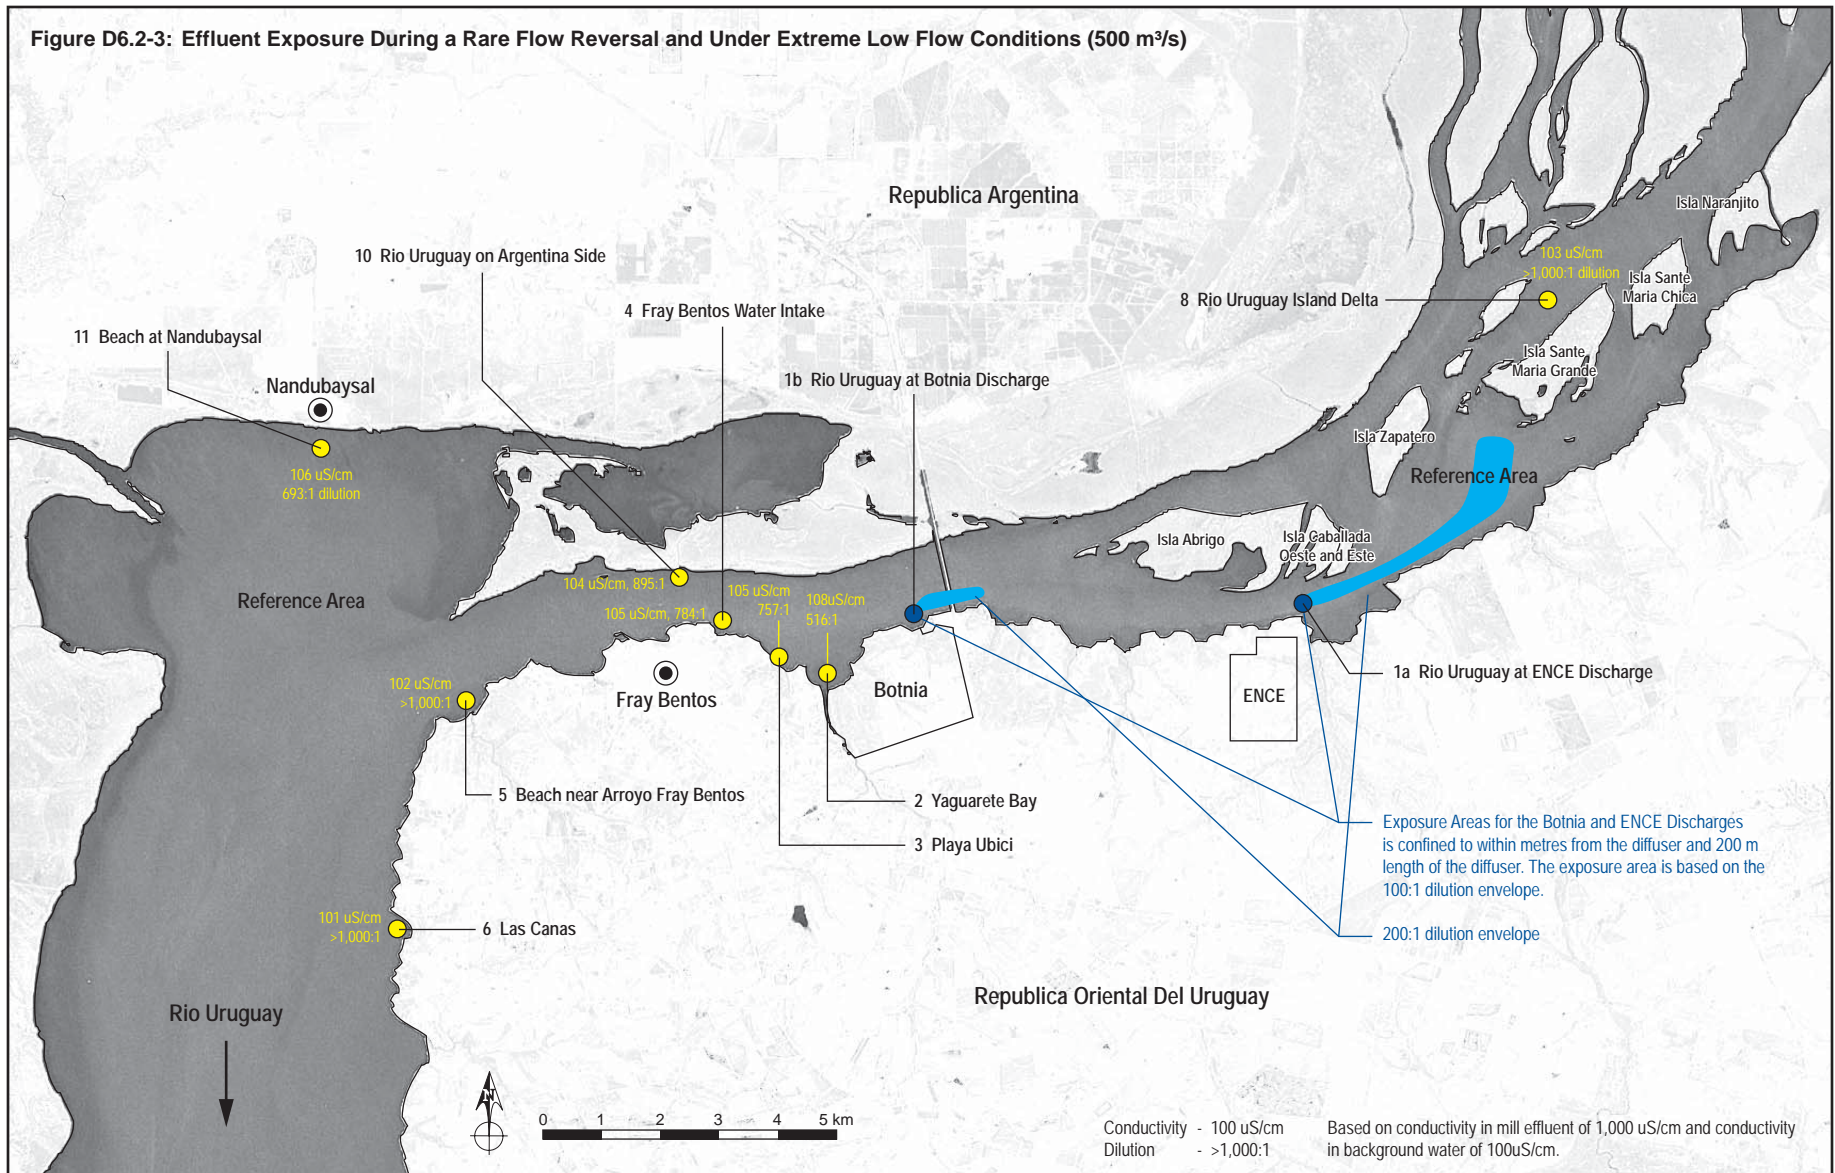 Figure D6.2-3: Effluent Exposure During a Rare Flow Reversal and Under Extreme Low Flow Conditions (500 m³/s)
Republica Argentina
Isla Naranjito
10 Rio Uruguay on Argentina Side
103 uS/cm
>1,000:1 dilution
Isla Sante
Maria Chica
8 Rio Uruguay Island Delta
4 Fray Bentos Water Intake
11 Beach at Nandubaysal
Isla Sante
Maria Grande
Nandubaysal
1b Rio Uruguay at Botnia Discharge
Isla Zapatero
106 uS/cm
693:1 dilution
Reference Area
Isla Abrigo
Isla Caballada
Oeste and Este
104 uS/cm, 895:1
105 uS/cm
757:1
108uS/cm
516:1
Reference Area
105 uS/cm, 784:1
102 uS/cm
>1,000:1
Fray Bentos
Botnia
ENCE
1a Rio Uruguay at ENCE Discharge
5 Beach near Arroyo Fray Bentos
2 Yaguarete Bay
3 Playa Ubici
Exposure Areas for the Botnia and ENCE Discharges
is confined to within metres from the diffuser and 200 m
length of the diffuser. The exposure area is based on the
100:1 dilution envelope.
101 uS/cm
>1,000:1
6 Las Canas
200:1 dilution envelope
Republica Oriental Del Uruguay
Rio Uruguay
N
0 1 2 3 4 5 km
Conductivity - 100 uS/cm
Dilution - >1,000:1
Based on conductivity in mill effluent of 1,000 uS/cm and conductivity
in background water of 100uS/cm.